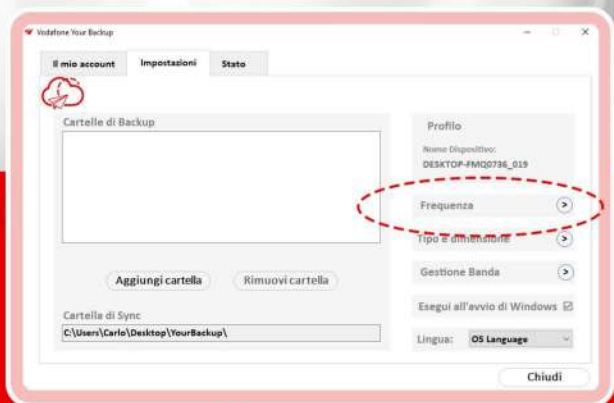 Vodafone Your Backup
Il mio account
Impostazioni
Stato
Cartelle di Backup
Aggiungi cartella
Rimuovi cartella
Cartella di Sync
C:\Users\Carlo\Desktop\YourBackup\
Profilo
Nome Dispositivo:
DESKTOP-FMQ0736_019
Frequenza
Tipo e dimensione
Gestione Banda
Esegui all'avvio di Windows
Lingua: OS Language
Chiudi